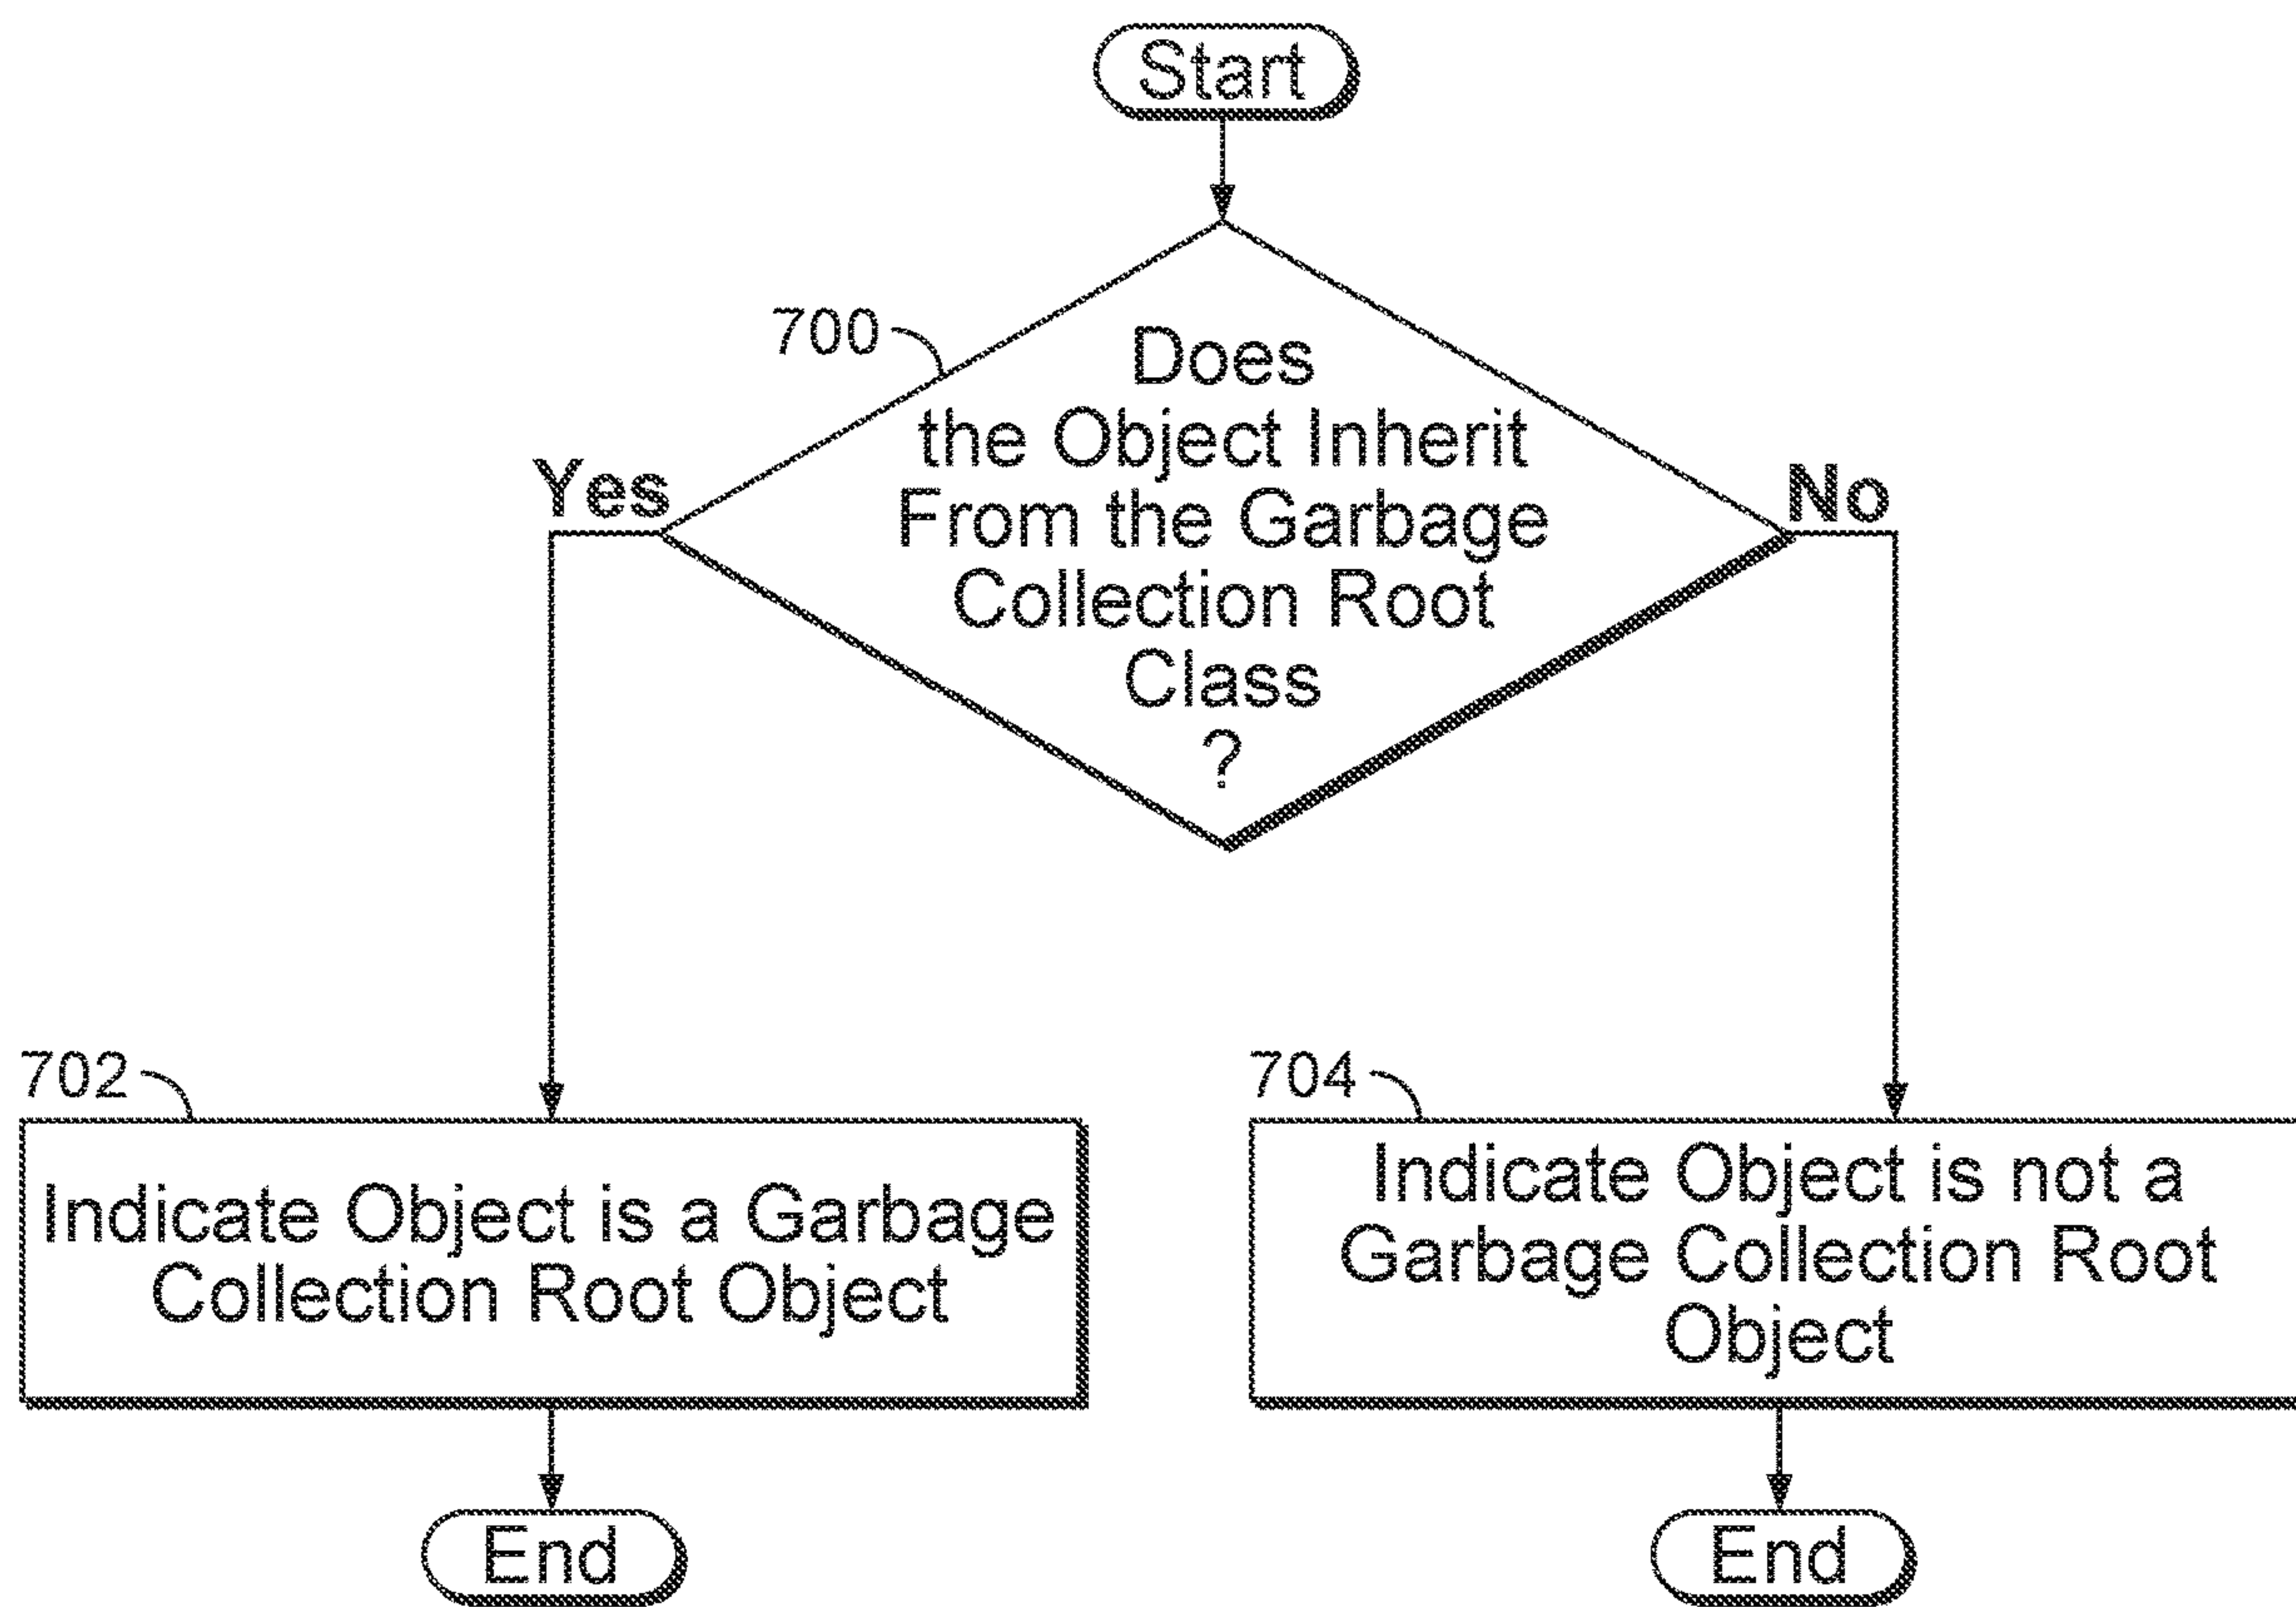 Start
700
Does
the Object Inherit
From the Garbage
Collection Root
Class
?
Yes
No
702
Indicate Object is a Garbage
Collection Root Object
704
Indicate Object is not a
Garbage Collection Root
Object
End
End